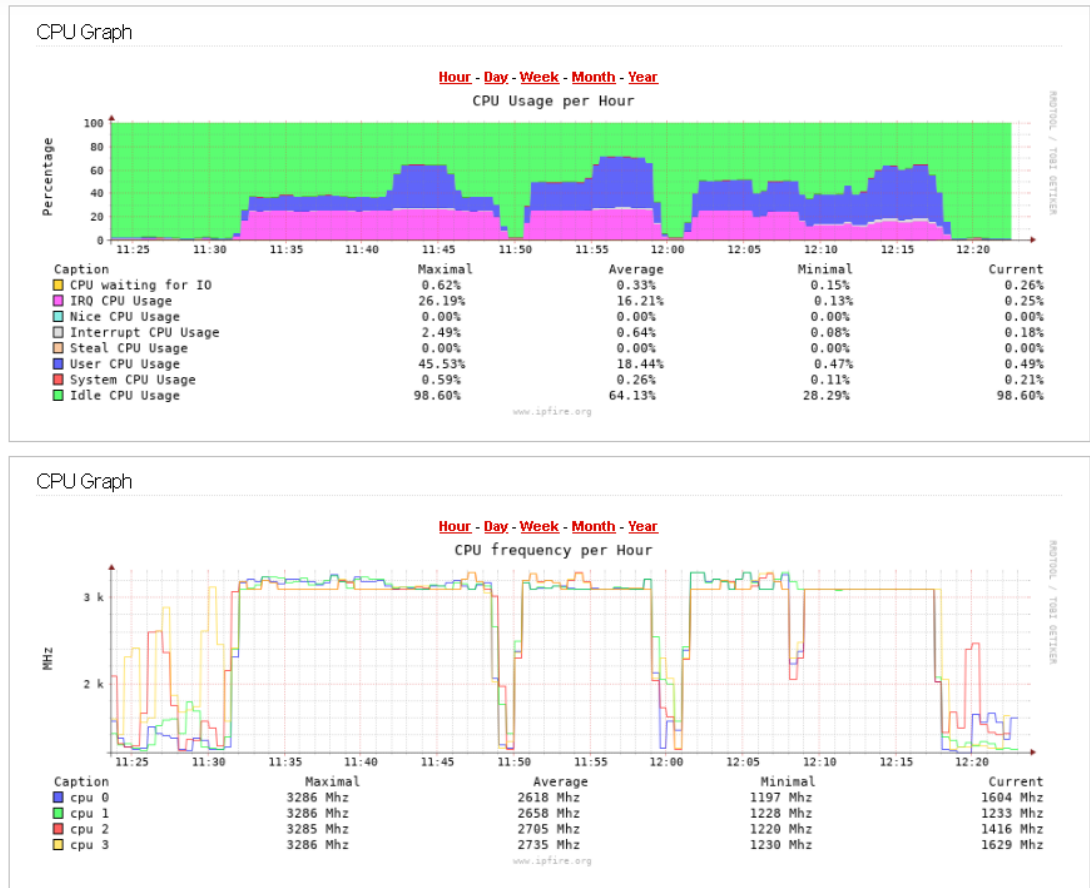 CPU Graph
Hour - Day - Week - Month - Year
CPU Usage per Hour
RRDTOOL / TOBI OETIKER
Percentage
100
80
60
40
20
0
11:25 11:30 11:35 11:40 11:45 11:50 11:55 12:00 12:05 12:10 12:15 12:20
Caption Maximal Average Minimal Current
CPU waiting for IO 0.62% 0.33% 0.15% 0.26%
IRQ CPU Usage 26.19% 16.21% 0.13% 0.25%
Nice CPU Usage 0.00% 0.00% 0.00% 0.00%
Interrupt CPU Usage 2.49% 0.64% 0.08% 0.18%
Steal CPU Usage 0.00% 0.00% 0.00% 0.00%
User CPU Usage 45.53% 18.44% 0.47% 0.49%
System CPU Usage 0.59% 0.26% 0.11% 0.21%
Idle CPU Usage 98.60% 64.13% 28.29% 98.60%
www.ipfire.org
CPU Graph
Hour - Day - Week - Month - Year
CPU frequency per Hour
RRDTOOL / TOBI OETIKER
MHz
3 k
2 k
11:25 11:30 11:35 11:40 11:45 11:50 11:55 12:00 12:05 12:10 12:15 12:20
Caption Maximal Average Minimal Current
cpu 0 3286 Mhz 2618 Mhz 1197 Mhz 1604 Mhz
cpu 1 3286 Mhz 2658 Mhz 1228 Mhz 1233 Mhz
cpu 2 3285 Mhz 2705 Mhz 1220 Mhz 1416 Mhz
cpu 3 3286 Mhz 2735 Mhz 1230 Mhz 1629 Mhz
www.ipfire.org